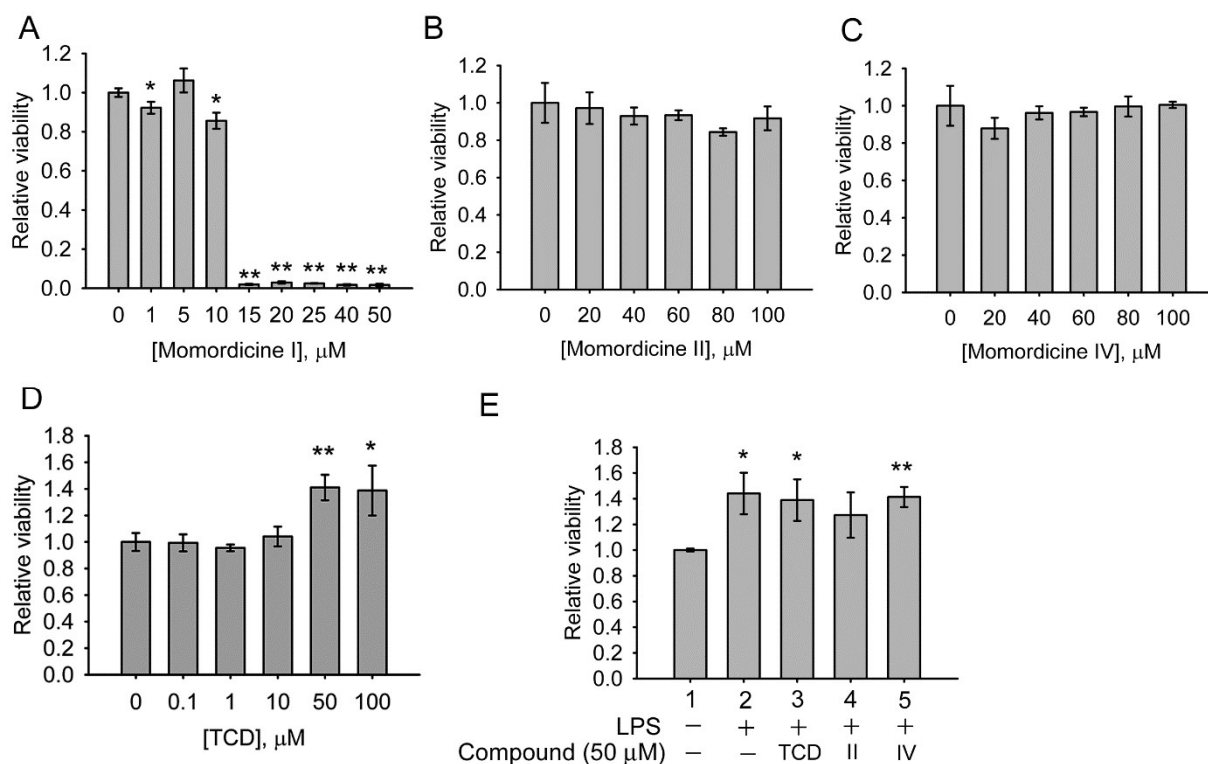 A
Relative viability
1.2
1.0
0.8
0.6
0.4
0.2
0.0
* * ** ** ** ** **
0 1 5 10 15 20 25 40 50
[Momordicine I], μM
B
Relative viability
1.2
1.0
0.8
0.6
0.4
0.2
0.0
0 20 40 60 80 100
[Momordicine II], μM
C
Relative viability
1.2
1.0
0.8
0.6
0.4
0.2
0.0
0 20 40 60 80 100
[Momordicine IV], μM
D
Relative viability
1.8
1.6
1.4
1.2
1.0
0.8
0.6
0.4
0.2
0.0
** *
0 0.1 1 10 50 100
[TCD], μM
E
Relative viability
1.8
1.6
1.4
1.2
1.0
0.8
0.6
0.4
0.2
0.0
* * **
1 2 3 4 5
LPS − + + + +
Compound (50 μM) − − TCD II IV